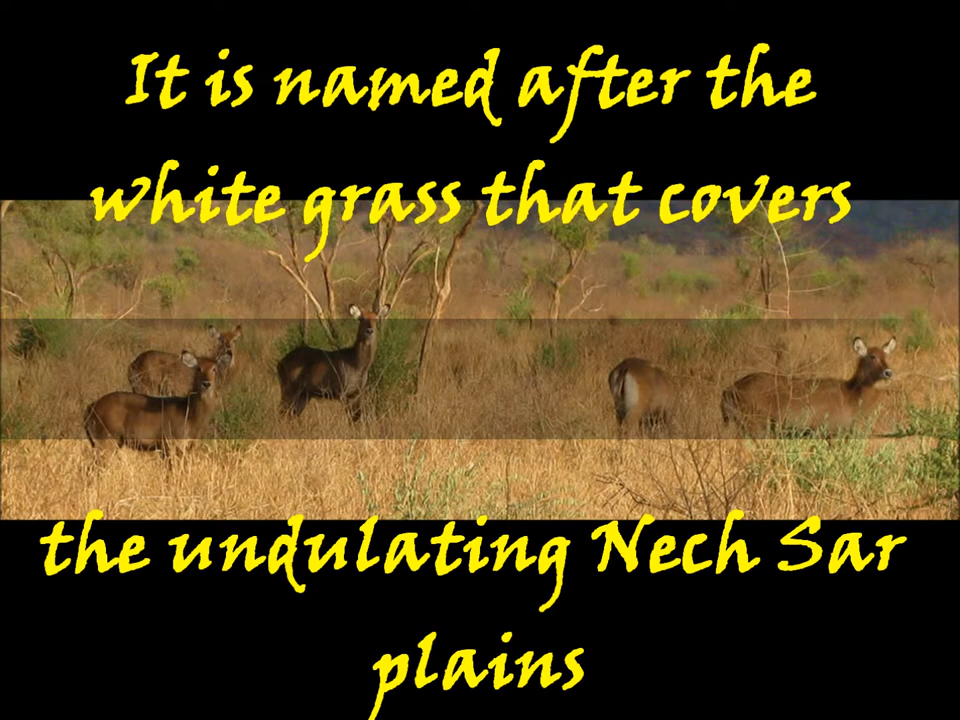 It is named after the
white grass that covers
the undulating Nech Sar
plains